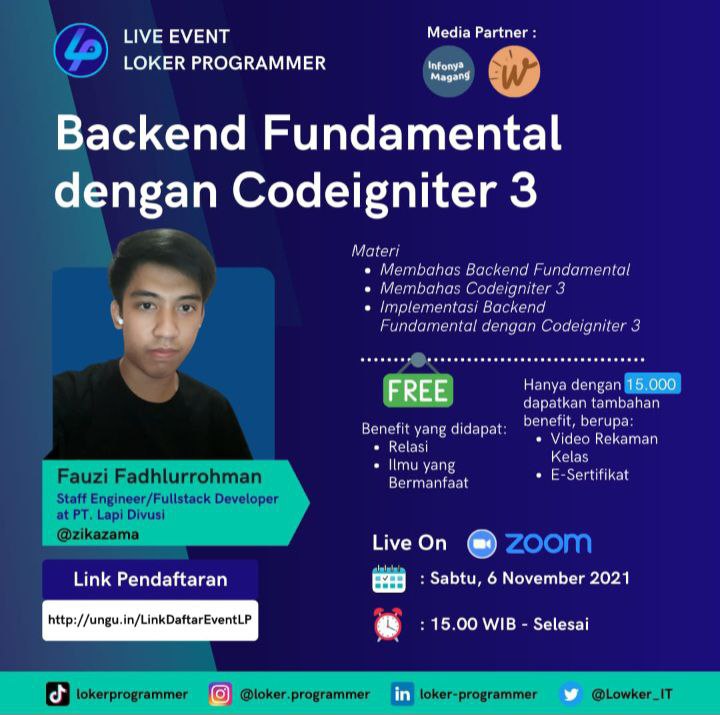 LIVE EVENT
LOKER PROGRAMMER
Media Partner :
Infonya
Magang
W
Backend Fundamental
dengan Codeigniter 3
Materi
• Membahas Backend Fundamental
• Membahas Codeigniter 3
• Implementasi Backend
Fundamental dengan Codeigniter 3
FREE
Benefit yang didapat:
• Relasi
• Ilmu yang
Bermanfaat
Hanya dengan 15.000
dapatkan tambahan
benefit, berupa:
• Video Rekaman
Kelas
• E-Sertifikat
Fauzi Fadhlurrohman
Staff Engineer/Fullstack Developer
at PT. Lapi Divusi
@zikazama
Link Pendaftaran
http://ungu.in/LinkDaftarEventLP
Live On zoom
: Sabtu, 6 November 2021
: 15.00 WIB - Selesai
lokerprogrammer @loker.programmer in loker-programmer @Lowker_IT